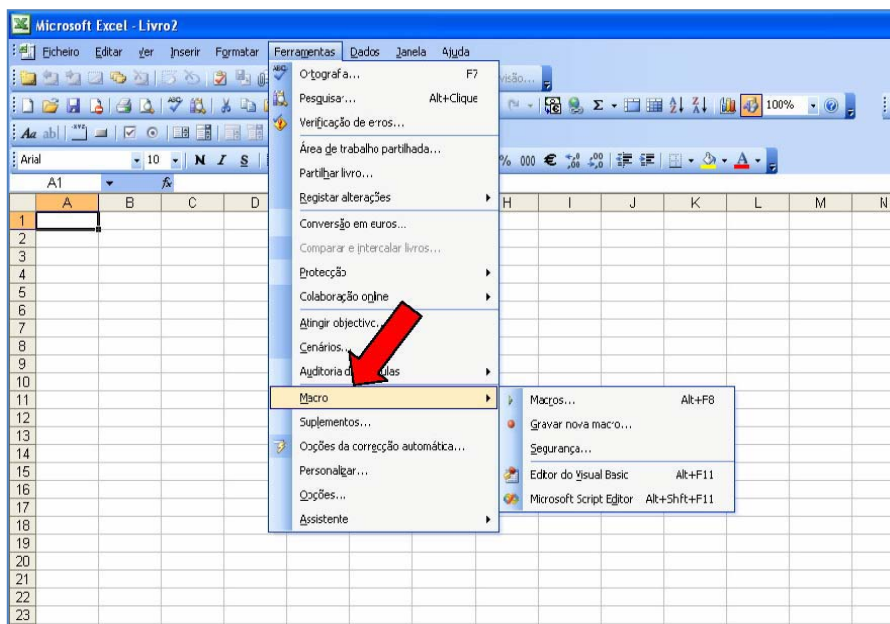 Microsoft Excel - Livro2
Ficheiro Editar Ver Inserir Formatar Ferramentas Dados Janela Ajuda
Ortografia... F7
Pesquisar... Alt+Clique
Verificação de erros...
Área de trabalho partilhada...
Partilhar livro...
Registar alterações
Conversão em euros...
Comparar e intercalar livros...
Protecção
Colaboração online
Atingir objectivo...
Cenários...
Auditoria
Macro
Suplementos...
Opções da correcção automática...
Personalizar...
Opções...
Assistente
Macros... Alt+F8
Gravar nova macro...
Segurança...
Editor do Visual Basic Alt+F11
Microsoft Script Editor Alt+Shft+F11
100%
Arial 10 N I S % 000 €
A1 fx
A B C D H I J K L M N
1
2
3
4
5
6
7
8
9
10
11
12
13
14
15
16
17
18
19
20
21
22
23